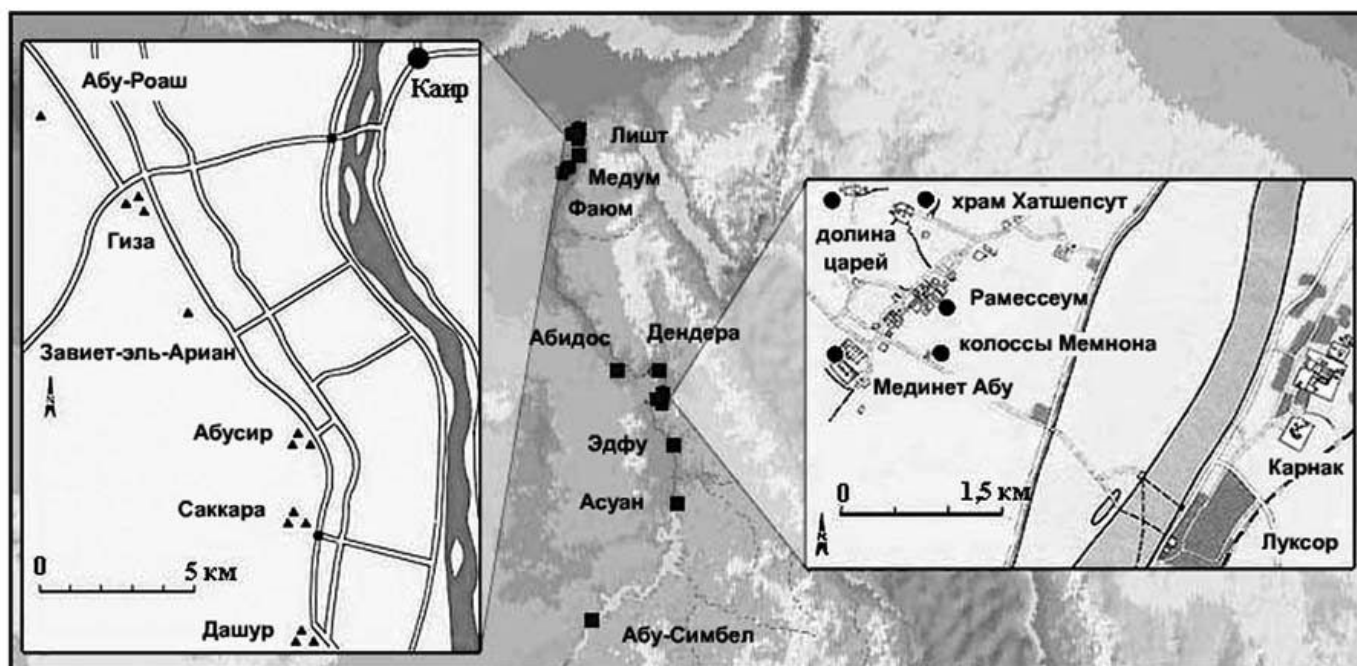 Абу-Роаш
Каир
Гиза
Завиет-эль-Ариан
N
Абусир
Саккара
0
5 км
Дашур
Лишт
Медум
Фаюм
Абидос
Дендера
Эдфу
Асуан
Абу-Симбел
храм Хатшепсут
долина
царей
Рамессеум
колоссы Мемнона
Мединет Абу
Карнак
0
1,5 км
N
Луксор